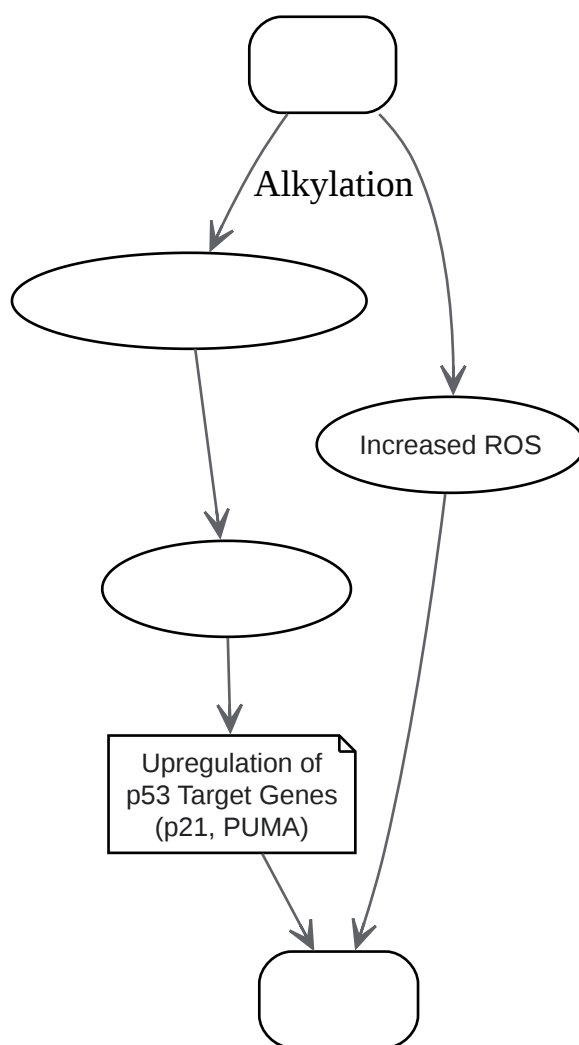 Alkylation
Increased ROS
Upregulation of
p53 Target Genes
(p21, PUMA)